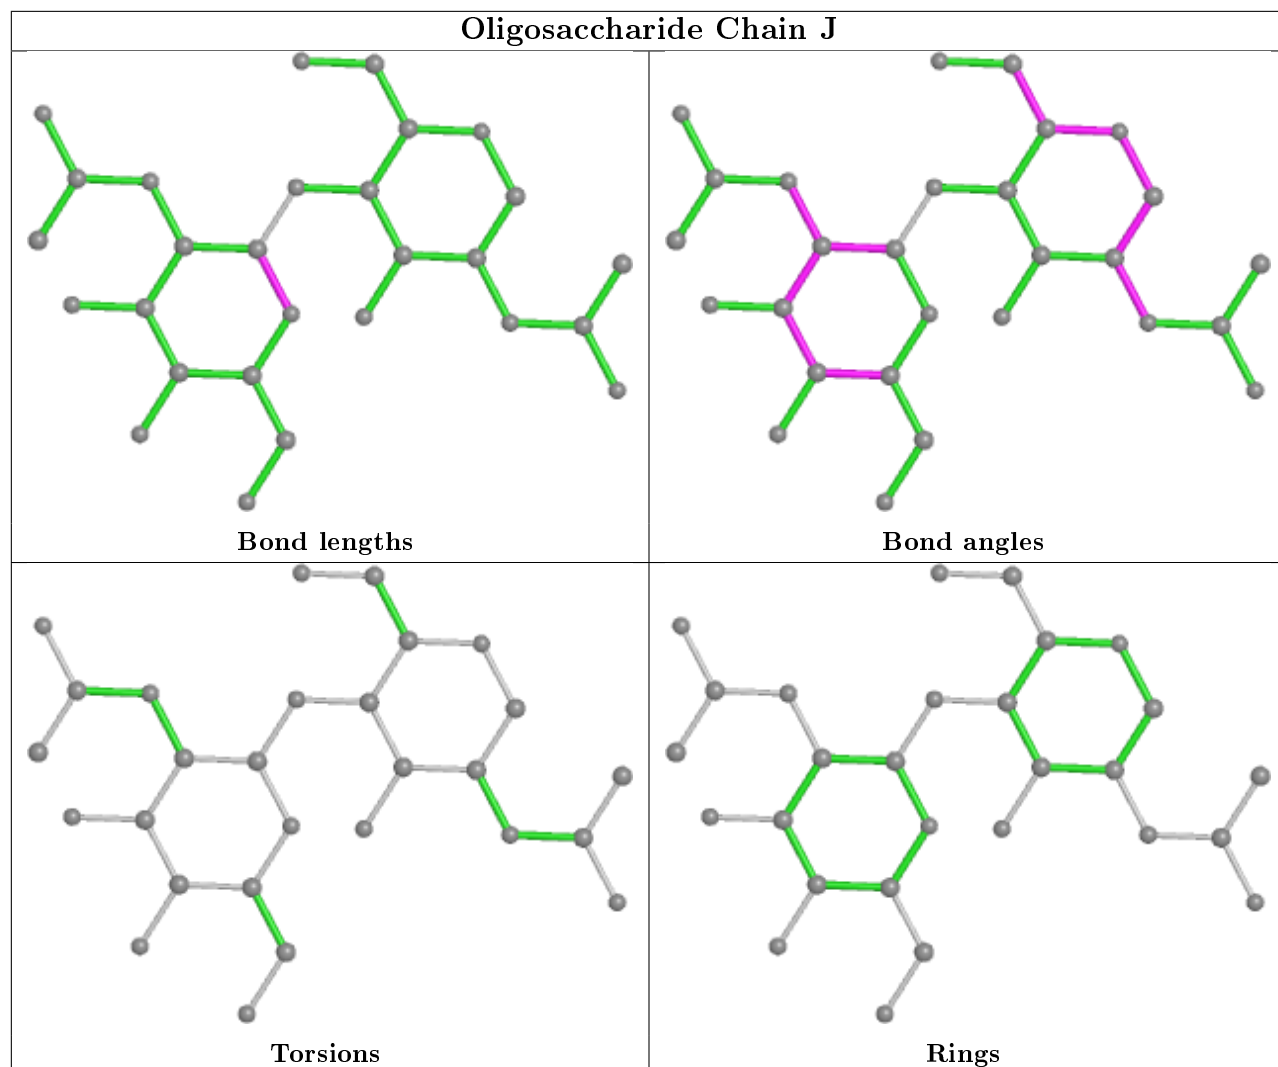 Oligosaccharide Chain J
Bond lengths
Bond angles
Torsions
Rings